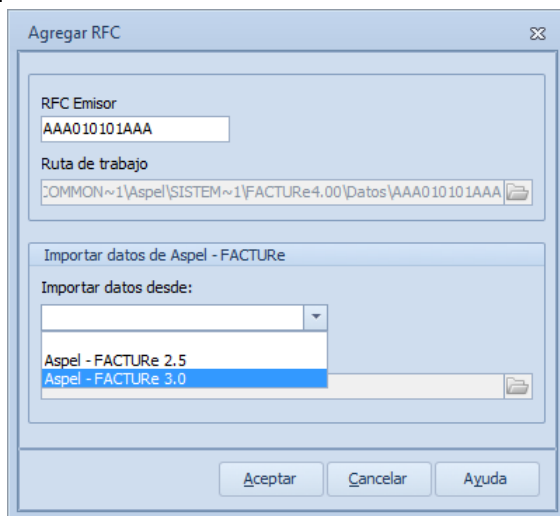 Agregar RFC
RFC Emisor
AAA010101AAA
Ruta de trabajo
COMMON~1\Aspel\SISTEM~1\FACTURe4.00\Datos\AAA010101AAA
Importar datos de Aspel - FACTURe
Importar datos desde:
Aspel - FACTURe 2.5
Aspel - FACTURe 3.0
Aceptar Cancelar Ayuda